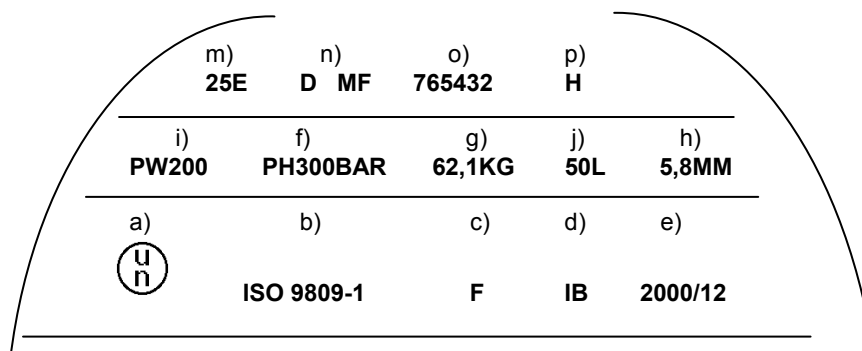 m) n) o) p)
25E D MF 765432 H
i) f) g) j) h)
PW200 PH300BAR 62,1KG 50L 5,8MM
a) b) c) d) e)
u
n
ISO 9809-1 F IB 2000/12